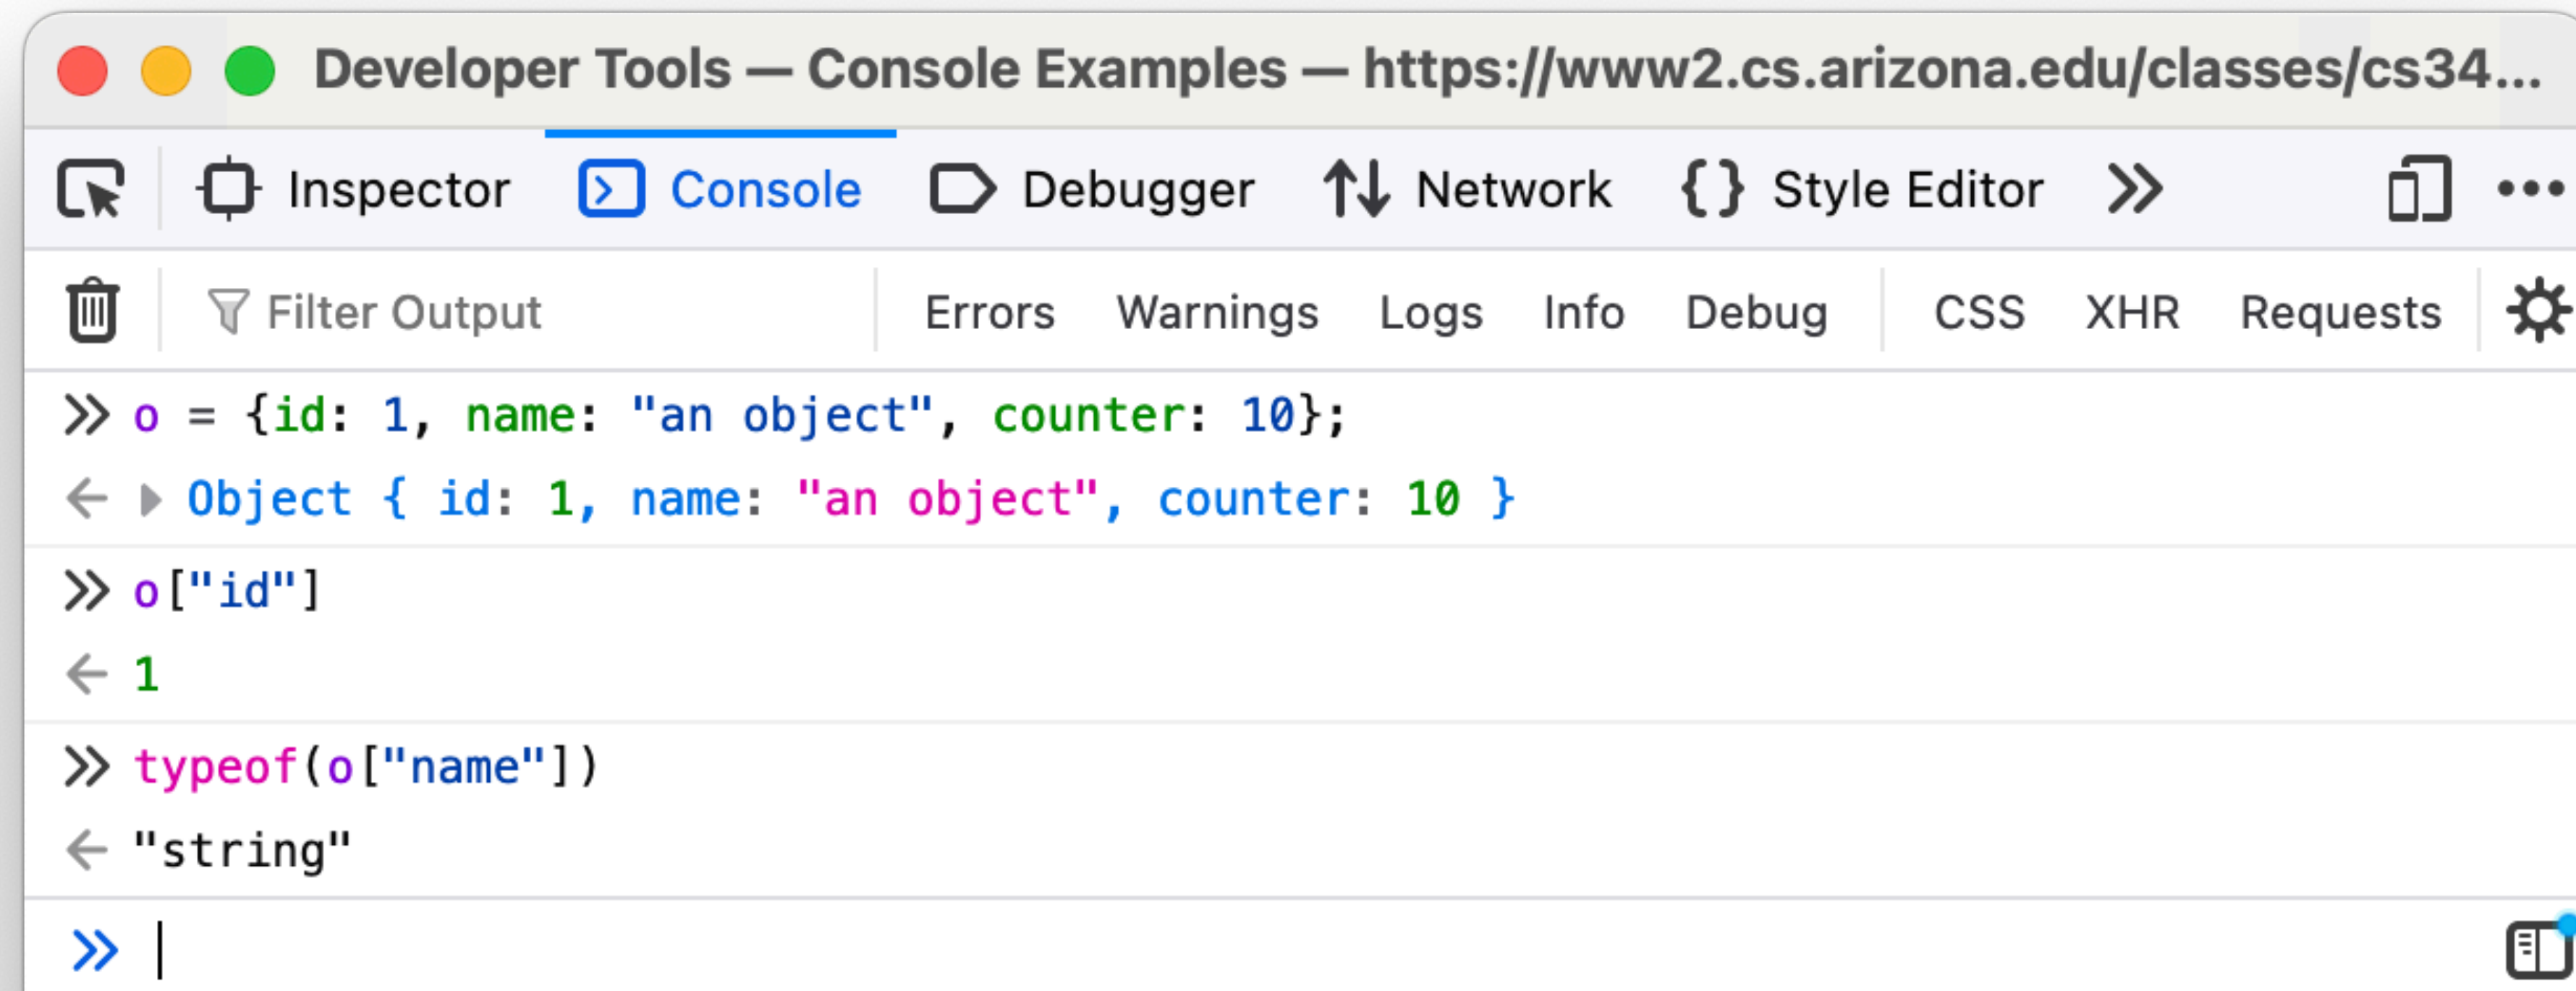 Developer Tools — Console Examples — https://www2.cs.arizona.edu/classes/cs34...
Inspector Console Debugger Network {} Style Editor
Filter Output Errors Warnings Logs Info Debug CSS XHR Requests
>> o = {id: 1, name: "an object", counter: 10};
← ▶ Object { id: 1, name: "an object", counter: 10 }
>> o["id"]
← 1
>> typeof(o["name"])
← "string"
>>